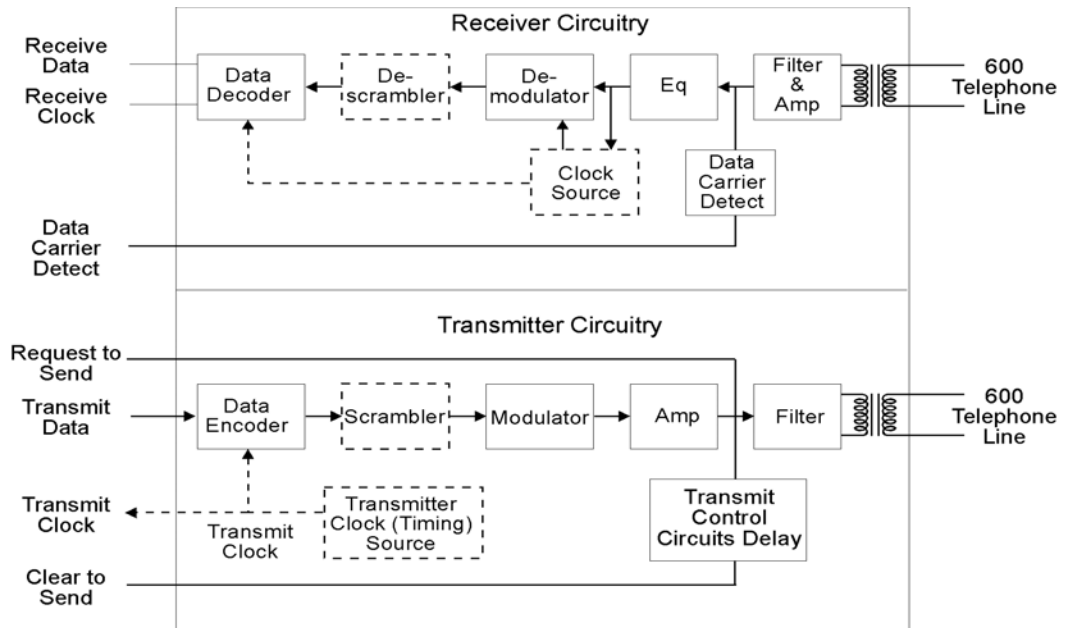 Receiver Circuitry
Receive
Data
Receive
Clock
Data
Decoder
De-
scrambler
De-
modulator
Eq
Filter
&
Amp
600
Telephone
Line
Clock
Source
Data
Carrier
Detect
Data
Carrier
Detect
Transmitter Circuitry
Request to
Send
Transmit
Data
Data
Encoder
Scrambler
Modulator
Amp
Filter
600
Telephone
Line
Transmit
Clock
Transmit
Clock
Transmitter
Clock (Timing)
Source
Transmit
Control
Circuits Delay
Clear to
Send